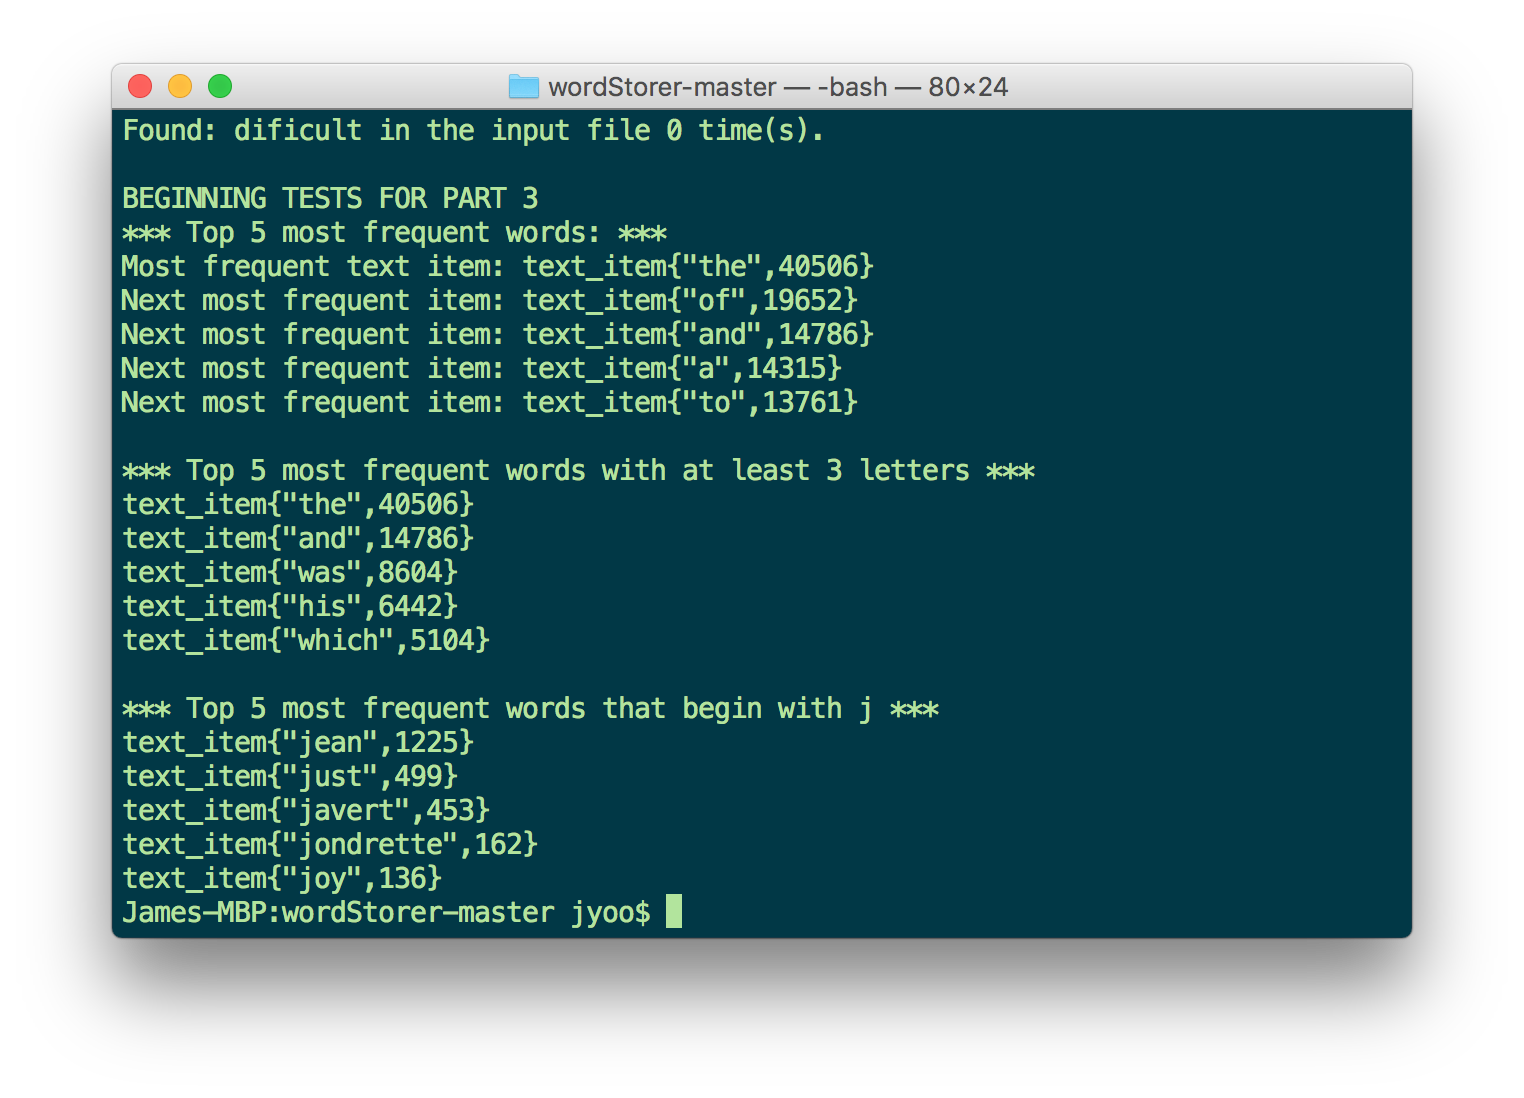 wordStorer-master — -bash — 80×24
Found: dificult in the input file 0 time(s).
BEGINNING TESTS FOR PART 3
*** Top 5 most frequent words: ***
Most frequent text item: text_item{"the",40506}
Next most frequent item: text_item{"of",19652}
Next most frequent item: text_item{"and",14786}
Next most frequent item: text_item{"a",14315}
Next most frequent item: text_item{"to",13761}
*** Top 5 most frequent words with at least 3 letters ***
text_item{"the",40506}
text_item{"and",14786}
text_item{"was",8604}
text_item{"his",6442}
text_item{"which",5104}
*** Top 5 most frequent words that begin with j ***
text_item{"jean",1225}
text_item{"just",499}
text_item{"javert",453}
text_item{"jondrette",162}
text_item{"joy",136}
James-MBP:wordStorer-master jyoo$